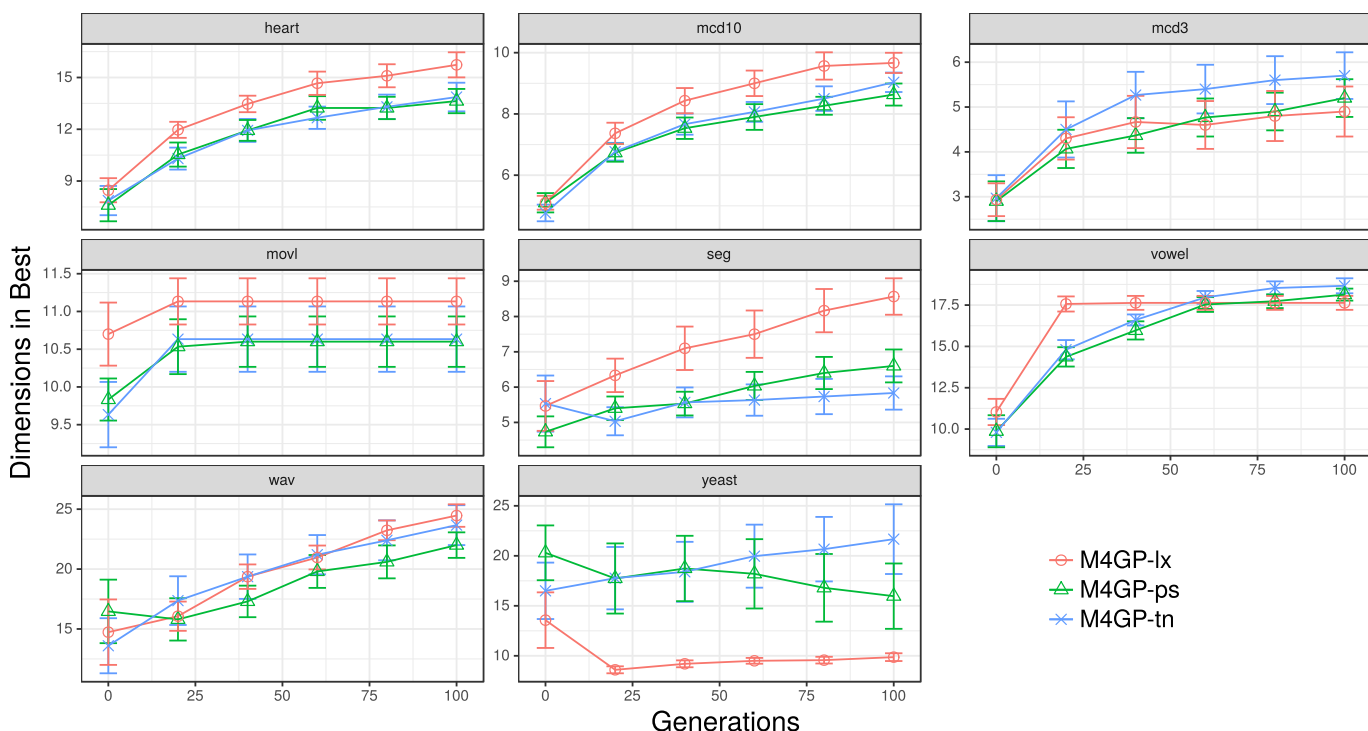 heart
mcd10
mcd3
15
12
9
10
8
6
6
5
4
3
movl
seg
vowel
11.5
11.0
10.5
10.0
9.5
9
8
7
6
5
17.5
15.0
12.5
10.0
0 25 50 75 100
wav
yeast
25
20
15
25
20
15
10
0 25 50 75 100
0 25 50 75 100
Dimensions in Best
Generations
M4GP-lx
M4GP-ps
M4GP-tn